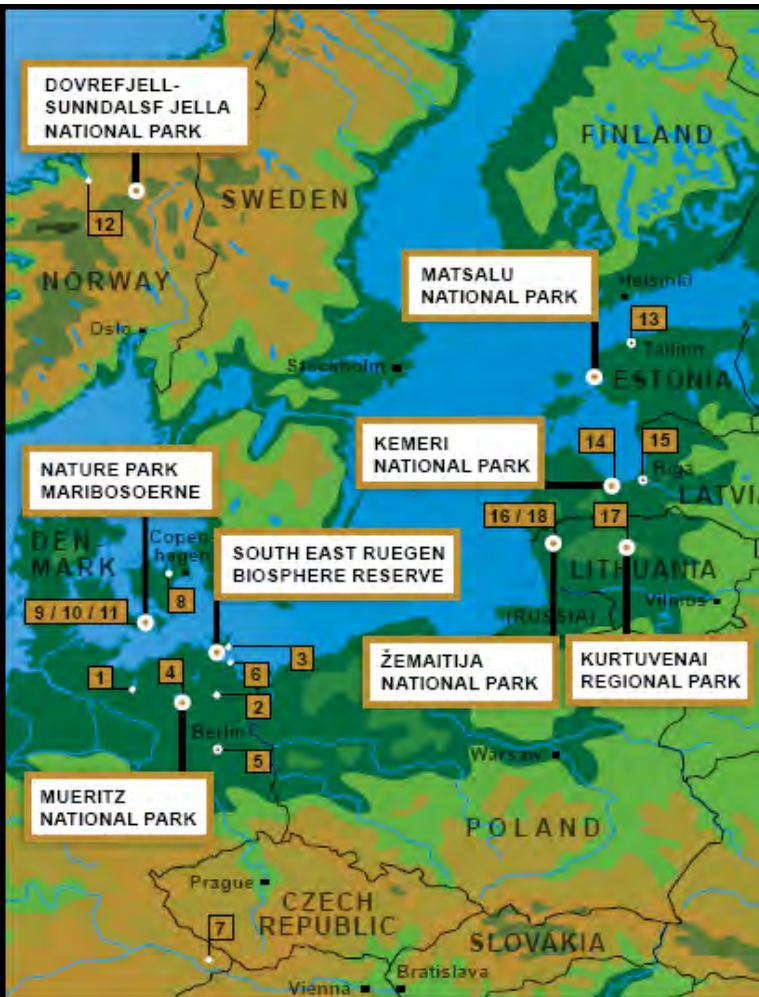 DOVREFJELL-
SUNNDALSF JELLA
NATIONAL PARK
FINLAND
SWEDEN
12
NORWAY
MATSALU
NATIONAL PARK
Helsinki
13
Oslo
Tallinn
Stockholm
ESTONIA
KEMERI
NATIONAL PARK
14
15
Riga
NATURE PARK
MARIBOSOERNE
LATVIA
16 / 18
17
DEN-
MARK
Copen-
hagen
SOUTH EAST RUEGEN
BIOSPHERE RESERVE
LITHUANIA
8
Vilnius
9 / 10 / 11
(RUSSIA)
3
ŽEMAITIJA
NATIONAL PARK
KURTUVENAI
REGIONAL PARK
1
4
6
2
Berlin
5
Warsaw
MUERITZ
NATIONAL PARK
POLAND
Prague
CZECH
REPUBLIC
7
SLOVAKIA
Bratislava
Vienna